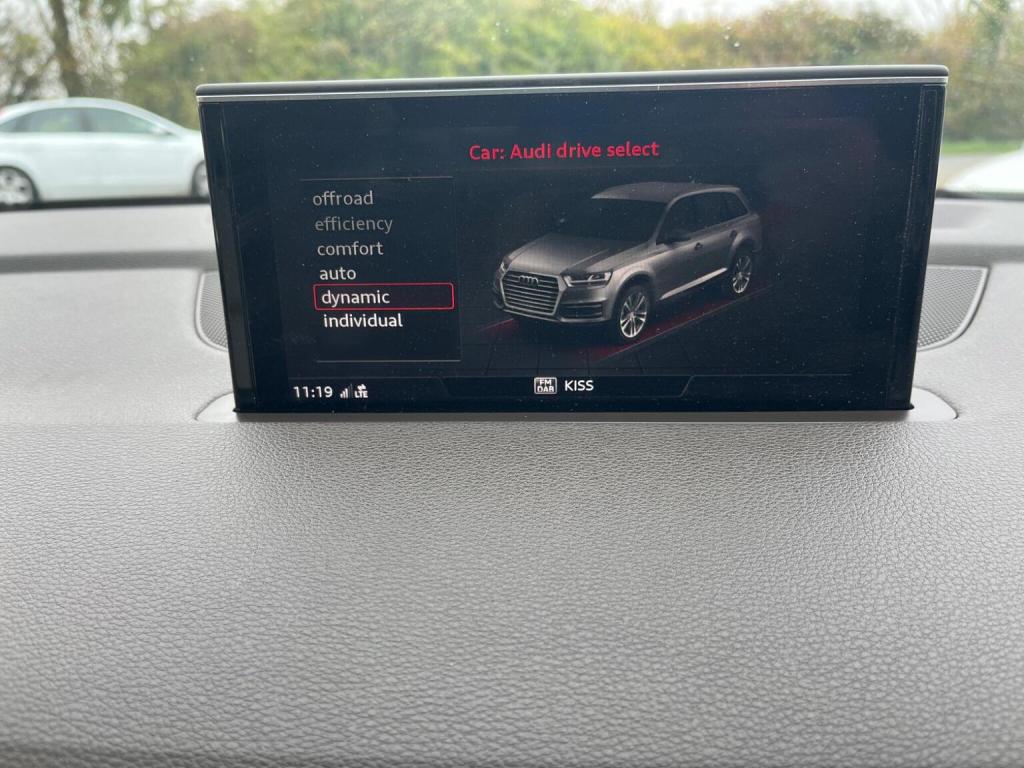 Car: Audi drive select
offroad
efficiency
comfort
auto
dynamic
individual
11:19 LTE
FM DAB KISS